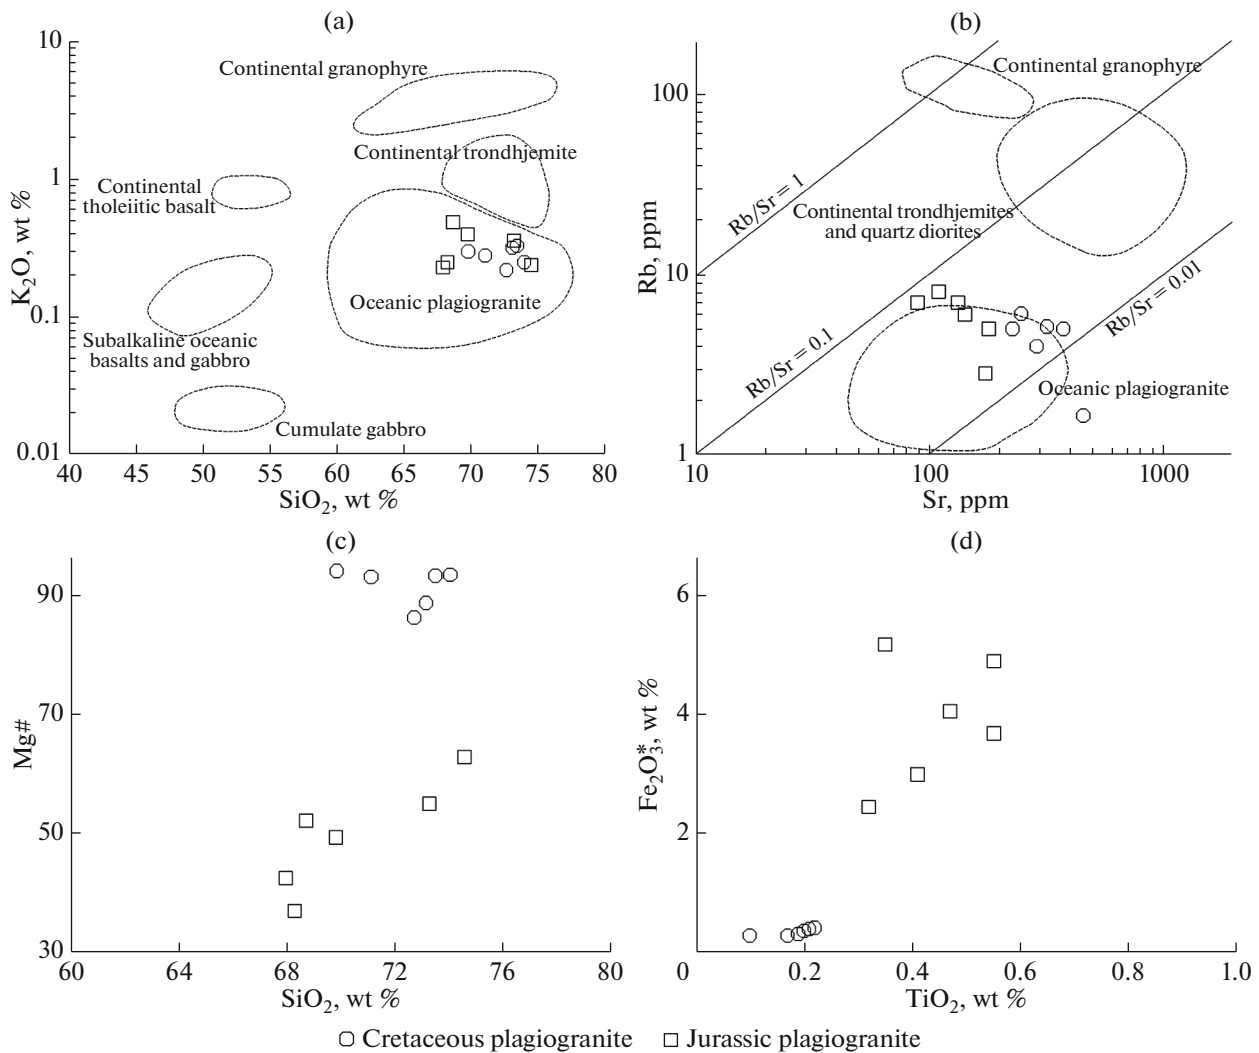 (a)
10
1
0.1
0.01
K₂O, wt %
Continental granophyre
Continental trondhjemite
Continental
tholeiitic basalt
Oceanic plagiogranite
Subalkaline oceanic
basalts and gabbro
Cumulate gabbro
40 45 50 55 60 65 70 75 80
SiO₂, wt %
(b)
100
10
1
Rb, ppm
Continental granophyre
Rb/Sr = 1
Continental trondhjemites
and quartz diorites
Rb/Sr = 0.1
Rb/Sr = 0.01
Oceanic plagiogranite
10 100 1000
Sr, ppm
(c)
90
70
50
30
Mg#
60 64 68 72 76 80
SiO₂, wt %
(d)
6
4
2
Fe₂O₃*, wt %
0 0.2 0.4 0.6 0.8 1.0
TiO₂, wt %
Cretaceous plagiogranite Jurassic plagiogranite